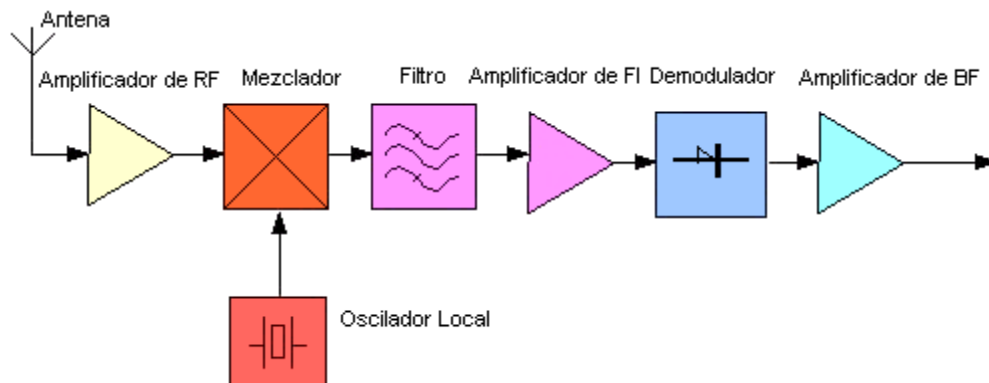 Antena
Amplificador de RF
Mezclador
Filtro
Amplificador de FI
Demodulador
Amplificador de BF
Oscilador Local